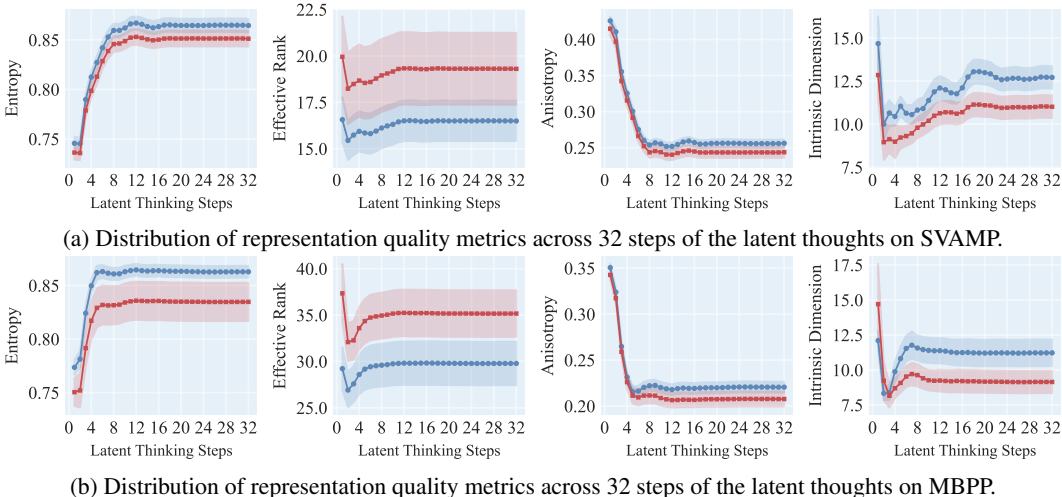 Entropy
0.85
0.80
0.75
0 4 8 12 16 20 24 28 32
Latent Thinking Steps
Effective Rank
22.5
20.0
17.5
15.0
0 4 8 12 16 20 24 28 32
Latent Thinking Steps
Anisotropy
0.40
0.35
0.30
0.25
0 4 8 12 16 20 24 28 32
Latent Thinking Steps
Intrinsic Dimension
15.0
12.5
10.0
7.5
0 4 8 12 16 20 24 28 32
Latent Thinking Steps
(a) Distribution of representation quality metrics across 32 steps of the latent thoughts on SVAMP.
Entropy
0.85
0.80
0.75
0 4 8 12 16 20 24 28 32
Latent Thinking Steps
Effective Rank
40.0
35.0
30.0
25.0
0 4 8 12 16 20 24 28 32
Latent Thinking Steps
Anisotropy
0.35
0.30
0.25
0.20
0 4 8 12 16 20 24 28 32
Latent Thinking Steps
Intrinsic Dimension
17.5
15.0
12.5
10.0
7.5
0 4 8 12 16 20 24 28 32
Latent Thinking Steps
(b) Distribution of representation quality metrics across 32 steps of the latent thoughts on MBPP.